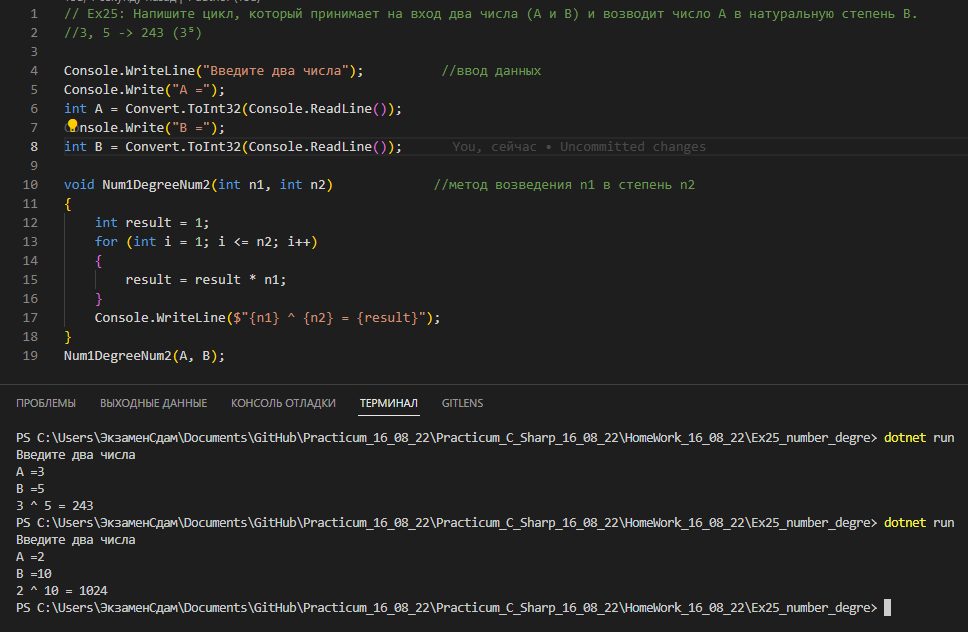 1 // Ex25: Напишите цикл, который принимает на вход два числа (A и B) и возводит число A в натуральную степень B.
2 //3, 5 -> 243 (3⁵)
3
4 Console.WriteLine("Введите два числа"); //ввод данных
5 Console.Write("A =");
6 int A = Convert.ToInt32(Console.ReadLine());
7 Console.Write("B =");
8 int B = Convert.ToInt32(Console.ReadLine()); You, сейчас • Uncommitted changes
9
10 void Num1DegreeNum2(int n1, int n2) //метод возведения n1 в степень n2
11 {
12 int result = 1;
13 for (int i = 1; i <= n2; i++)
14 {
15 result = result * n1;
16 }
17 Console.WriteLine($"{n1} ^ {n2} = {result}");
18 }
19 Num1DegreeNum2(A, B);
ПРОБЛЕМЫ ВЫХОДНЫЕ ДАННЫЕ КОНСОЛЬ ОТЛАДКИ ТЕРМИНАЛ GITLENS
PS C:\Users\ЭкзаменСдам\Documents\GitHub\Practicum_16_08_22\Practicum_C_Sharp_16_08_22\HomeWork_16_08_22\Ex25_number_degre> dotnet run
Введите два числа
A =3
B =5
3 ^ 5 = 243
PS C:\Users\ЭкзаменСдам\Documents\GitHub\Practicum_16_08_22\Practicum_C_Sharp_16_08_22\HomeWork_16_08_22\Ex25_number_degre> dotnet run
Введите два числа
A =2
B =10
2 ^ 10 = 1024
PS C:\Users\ЭкзаменСдам\Documents\GitHub\Practicum_16_08_22\Practicum_C_Sharp_16_08_22\HomeWork_16_08_22\Ex25_number_degre>